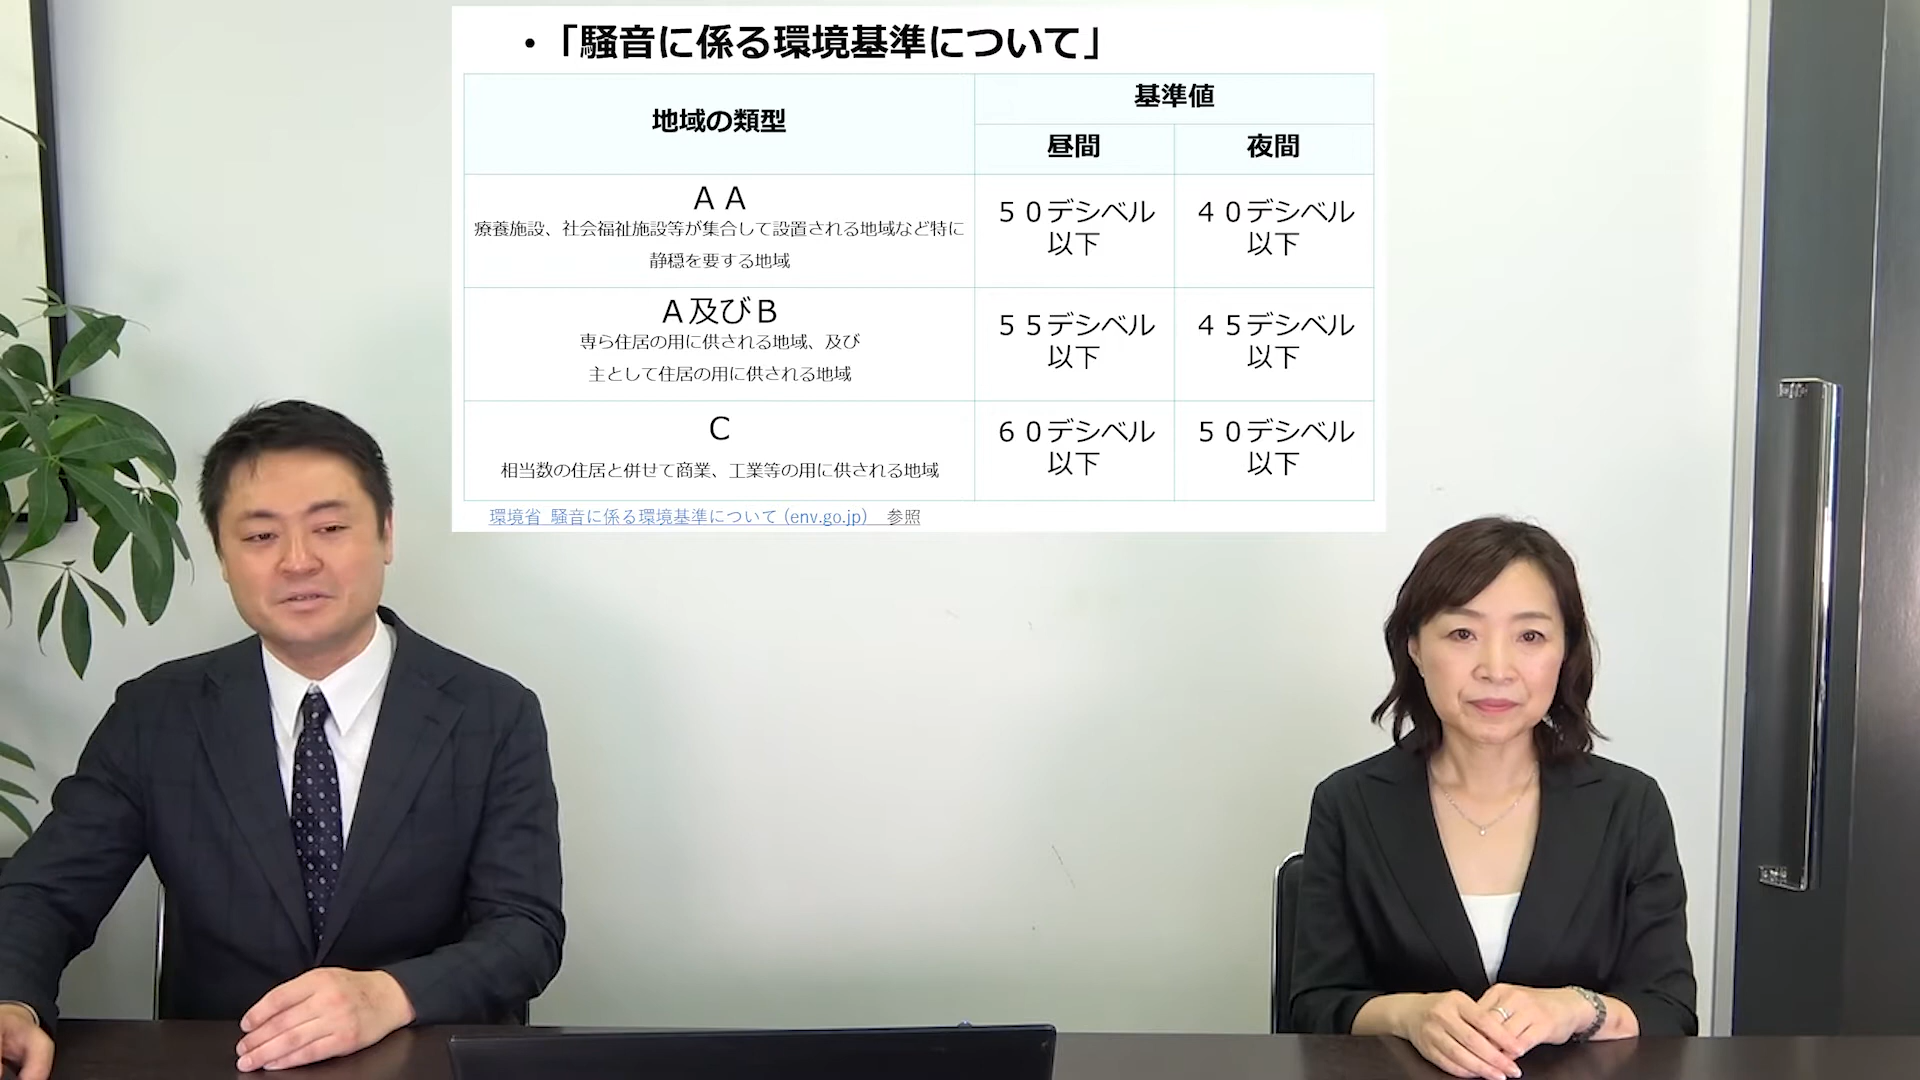 ・「騒音に係る環境基準について」
地域の類型
基準値
昼間
夜間
ＡＡ
療養施設、社会福祉施設等が集合して設置される地域など特に
静穏を要する地域
５０デシベル
以下
４０デシベル
以下
Ａ及びＢ
専ら住居の用に供される地域、及び
主として住居の用に供される地域
５５デシベル
以下
４５デシベル
以下
Ｃ
相当数の住居と併せて商業、工業等の用に供される地域
６０デシベル
以下
５０デシベル
以下
環境省_騒音に係る環境基準について (env.go.jp)　参照